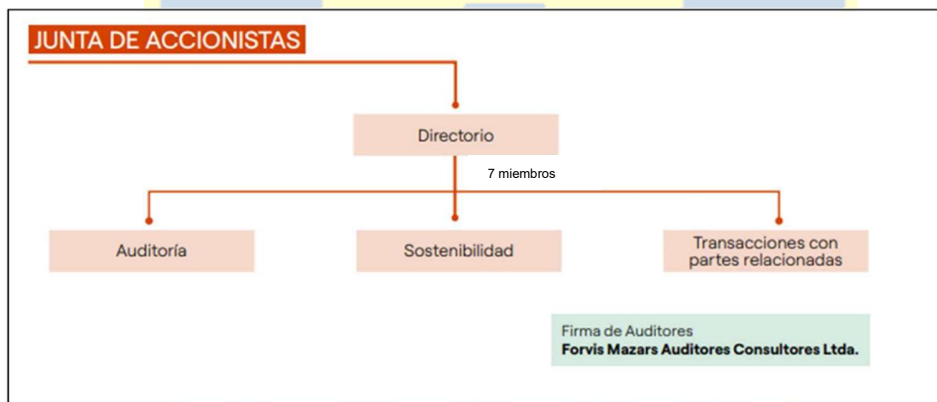 JUNTA DE ACCIONISTAS
Directorio
7 miembros
Auditoría
Sostenibilidad
Transacciones con
partes relacionadas
Firma de Auditores
Forvis Mazars Auditores Consultores Ltda.